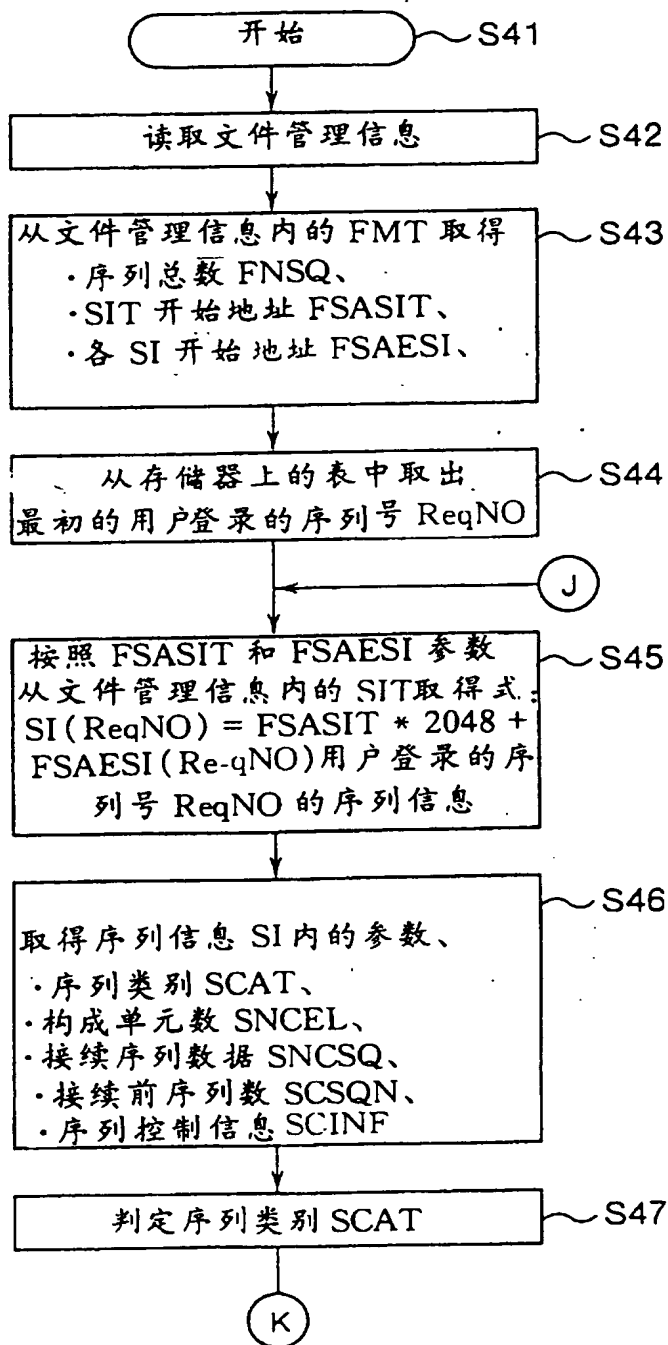 开始
S41
读取文件管理信息
S42
从文件管理信息内的 FMT 取得
·序列总数 FNSQ、
·SIT 开始地址 FSASIT、
·各 SI 开始地址 FSAESI、
S43
从存储器上的表中取出
最初的用户登录的序列号 ReqNO
S44
J
按照 FSASIT 和 FSAESI 参数
从文件管理信息内的 SIT取得式:
SI(ReqNO) = FSASIT * 2048 +
FSAESI(Re-qNO)用户登录的序
列号 ReqNO 的序列信息
S45
取得序列信息 SI内的参数、
·序列类别 SCAT、
·构成单元数 SNCEL、
·接续序列数据 SNCSQ、
·接续前序列数 SCSQN、
·序列控制信息 SCINF
S46
判定序列类别 SCAT
S47
K